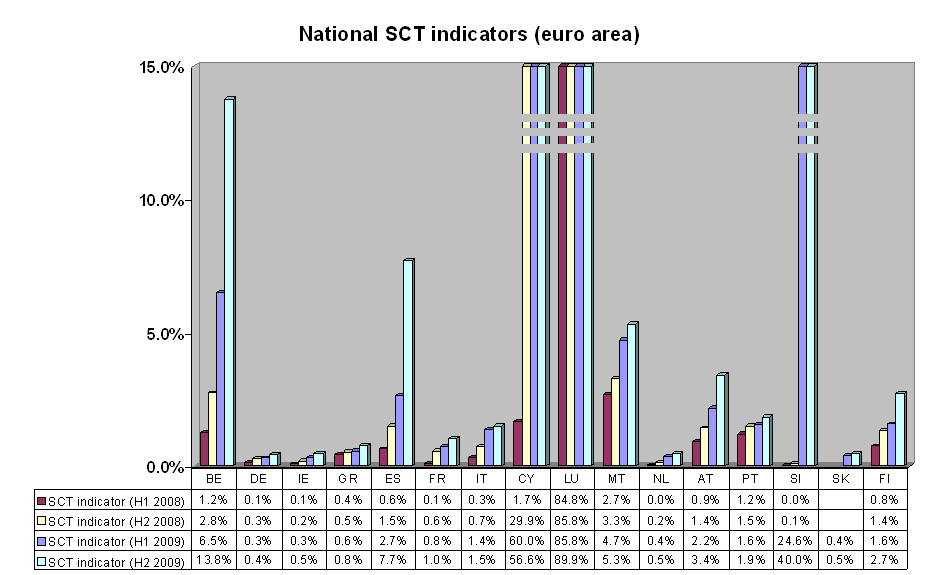 National SCT indicators (euro area)
15.0%
10.0%
5.0%
0.0%
BE DE IE GR ES FR IT CY LU MT NL AT PT SI SK FI
SCT indicator (H1 2008) 1.2% 0.1% 0.1% 0.4% 0.6% 0.1% 0.3% 1.7% 84.8% 2.7% 0.0% 0.9% 1.2% 0.0% 0.8%
SCT indicator (H2 2008) 2.8% 0.3% 0.2% 0.5% 1.5% 0.6% 0.7% 29.9% 85.8% 3.3% 0.2% 1.4% 1.5% 0.1% 1.4%
SCT indicator (H1 2009) 6.5% 0.3% 0.3% 0.6% 2.7% 0.8% 1.4% 60.0% 85.8% 4.7% 0.4% 2.2% 1.6% 24.6% 0.4% 1.6%
SCT indicator (H2 2009) 13.8% 0.4% 0.5% 0.8% 7.7% 1.0% 1.5% 56.6% 89.9% 5.3% 0.5% 3.4% 1.9% 40.0% 0.5% 2.7%